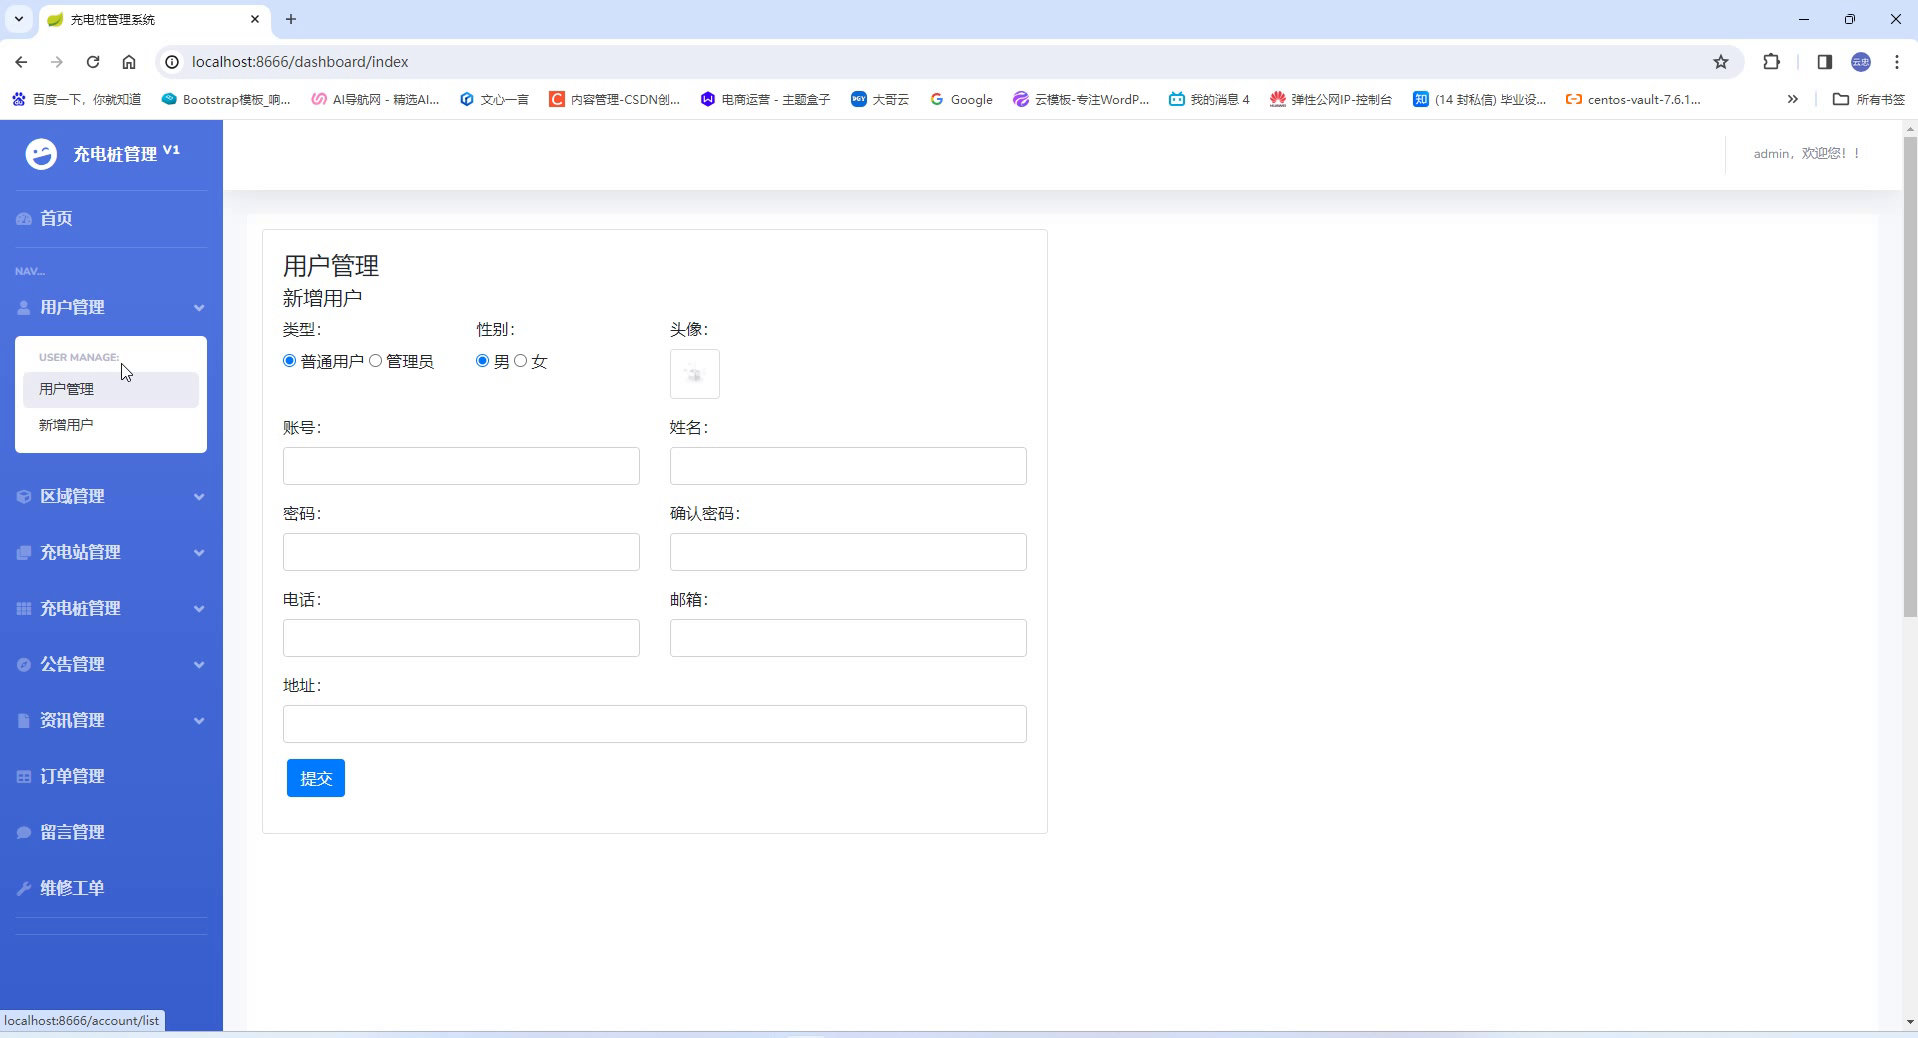 充电桩管理系统
localhost:8666/dashboard/index
云忠
百度一下，你就知道
Bootstrap模板_响...
AI导航网 - 精选AI...
文心一言
内容管理-CSDN创...
电商运营 - 主题盒子
大哥云
Google
云模板-专注WordP...
我的消息 4
弹性公网IP-控制台
知 (14 封私信) 毕业设...
centos-vault-7.6.1...
所有书签
充电桩管理 V1
admin，欢迎您！！
首页
NAV...
用户管理
USER MANAGE:
用户管理
新增用户
区域管理
充电站管理
充电桩管理
公告管理
资讯管理
订单管理
留言管理
维修工单
用户管理
新增用户
类型：
性别：
头像：
普通用户 管理员
男 女
账号：
姓名：
密码：
确认密码：
电话：
邮箱：
地址：
提交
localhost:8666/account/list